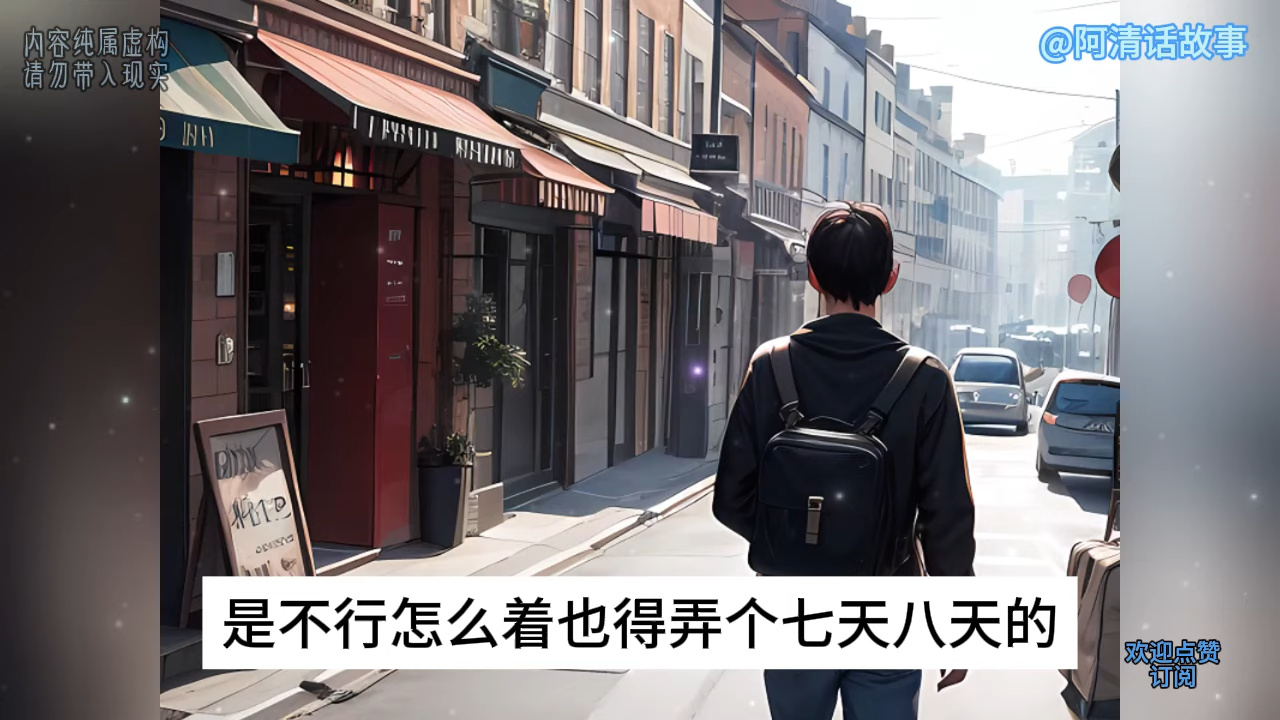 内容纯属虚构
请勿带入现实
@阿清话故事
是不行怎么着也得弄个七天八天的
欢迎点赞
订阅